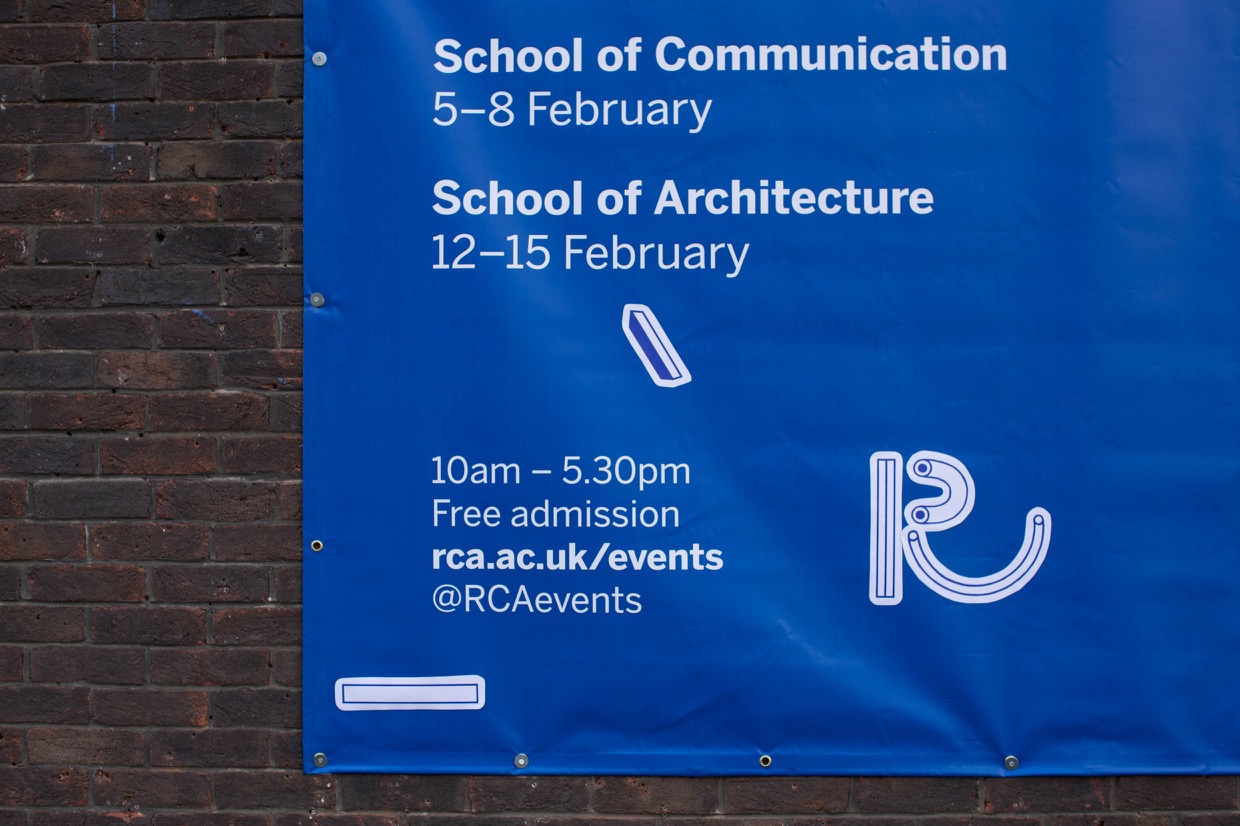 School of Communication
5–8 February
School of Architecture
12–15 February
10am – 5.30pm
Free admission
rca.ac.uk/events
@RCAevents
R